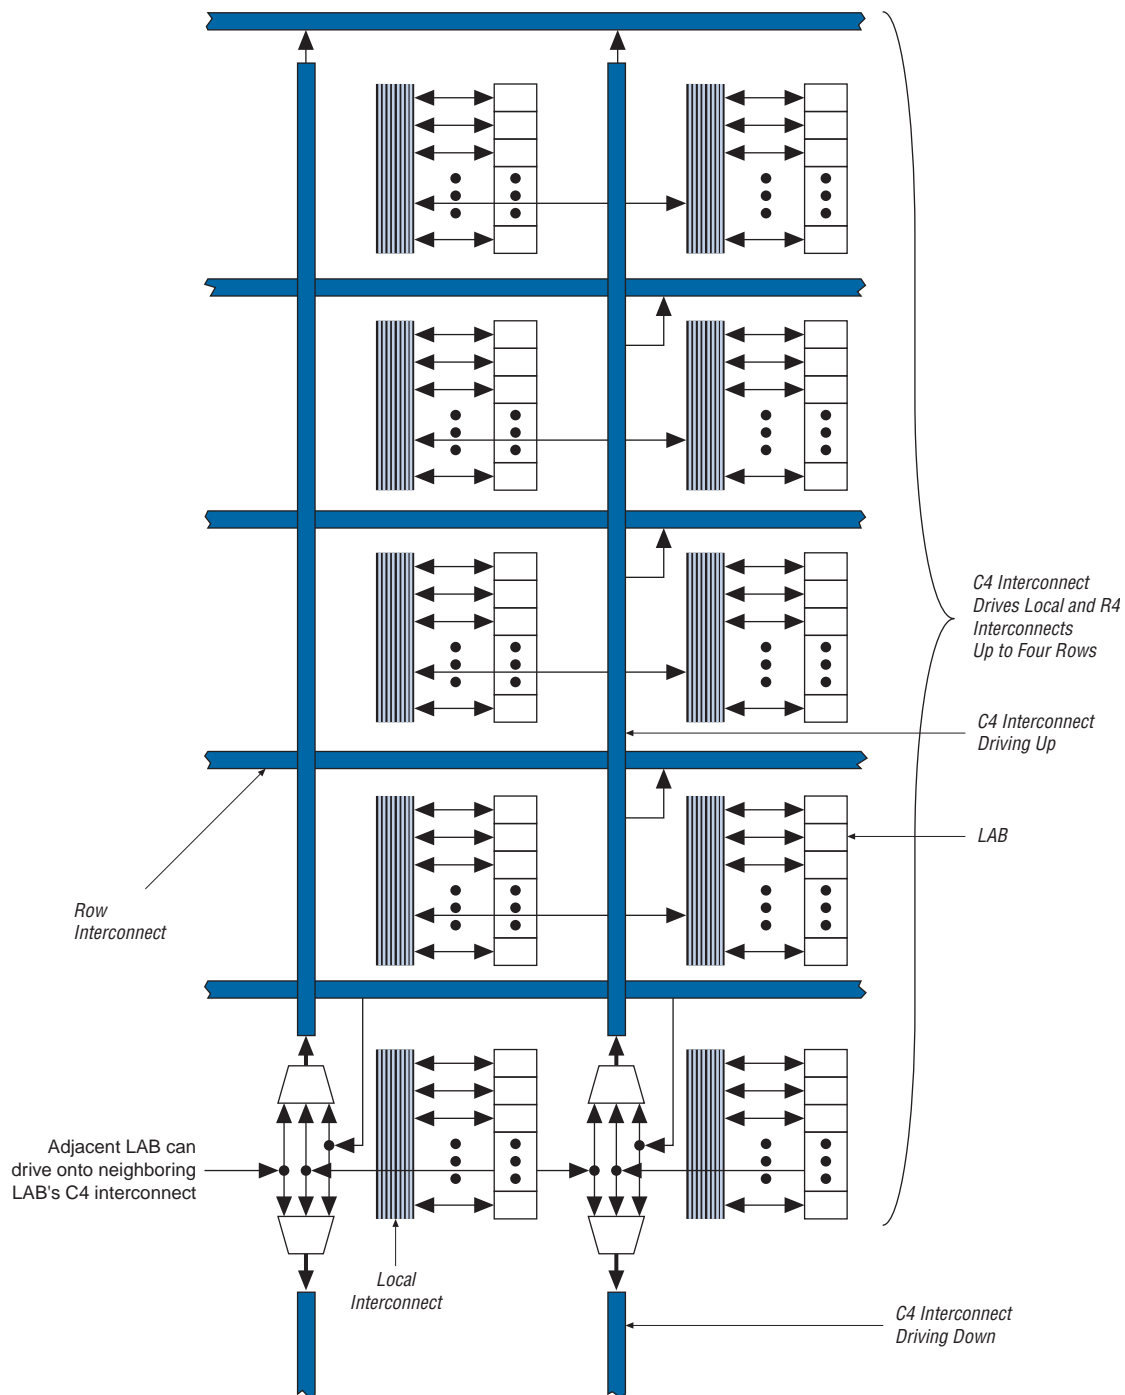 C4 Interconnect
Drives Local and R4
Interconnects
Up to Four Rows
C4 Interconnect
Driving Up
LAB
Row
Interconnect
Adjacent LAB can
drive onto neighboring
LAB's C4 interconnect
Local
Interconnect
C4 Interconnect
Driving Down